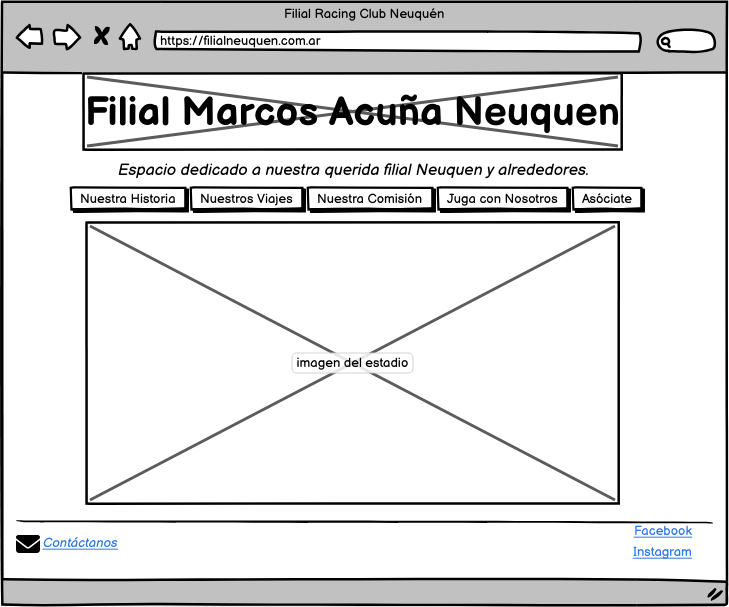 Filial Racing Club Neuquén
https://filialneuquen.com.ar
Filial Marcos Acuña Neuquen
Espacio dedicado a nuestra querida filial Neuquen y alrededores.
Nuestra Historia Nuestros Viajes Nuestra Comisión Juga con Nosotros Asóciate
imagen del estadio
Facebook
Contáctanos
Instagram